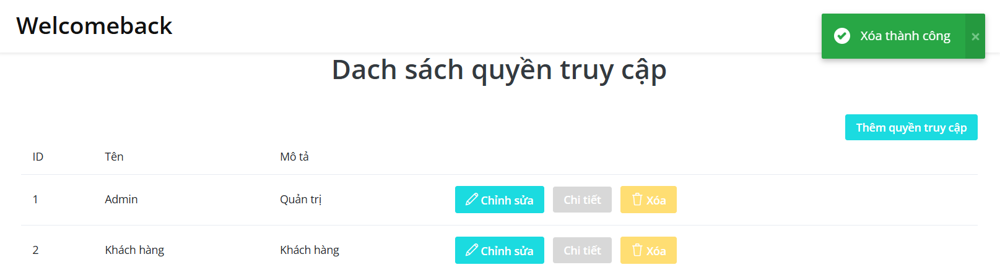 Welcomeback
Xóa thành công ×
Dach sách quyền truy cập
Thêm quyền truy cập
ID Tên Mô tả
1 Admin Quản trị Chỉnh sửa Chi tiết Xóa
2 Khách hàng Khách hàng Chỉnh sửa Chi tiết Xóa